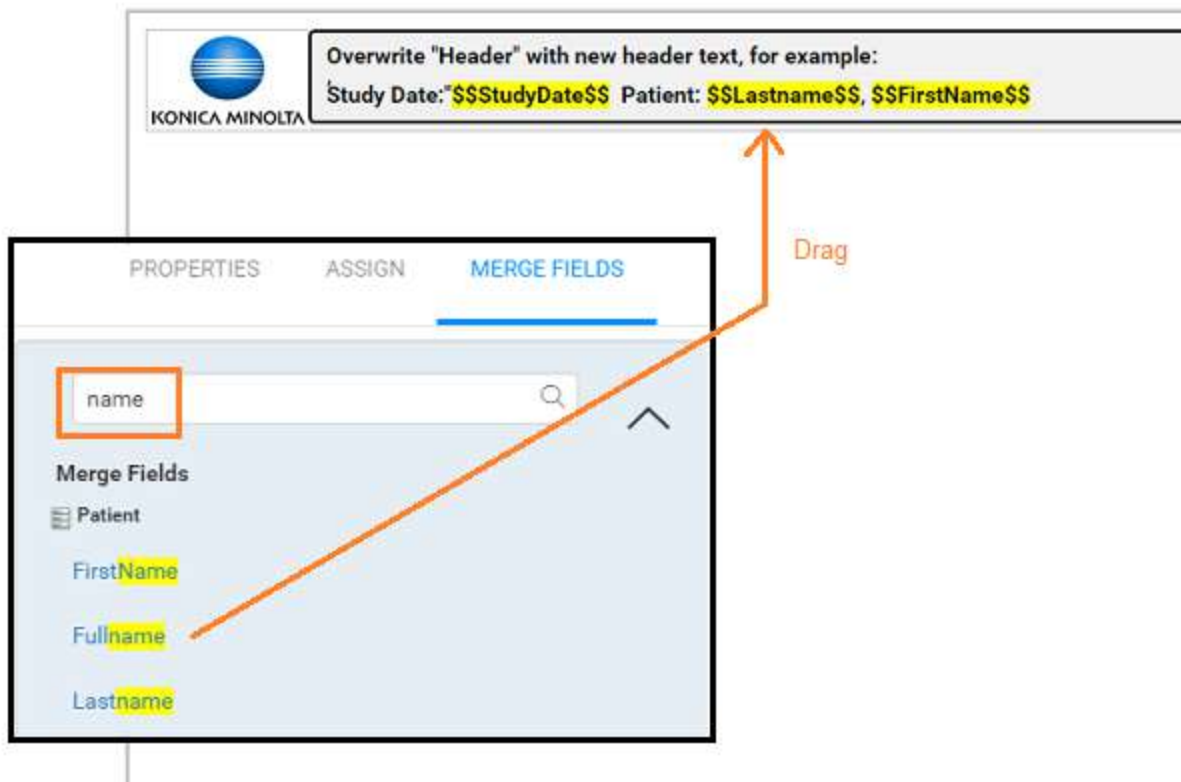 Overwrite "Header" with new header text, for example:
Study Date:"$$StudyDate$$ Patient: $$Lastname$$, $$FirstName$$
KONICA MINOLTA
Drag
PROPERTIES ASSIGN MERGE FIELDS
name
Merge Fields
Patient
FirstName
Fullname
Lastname